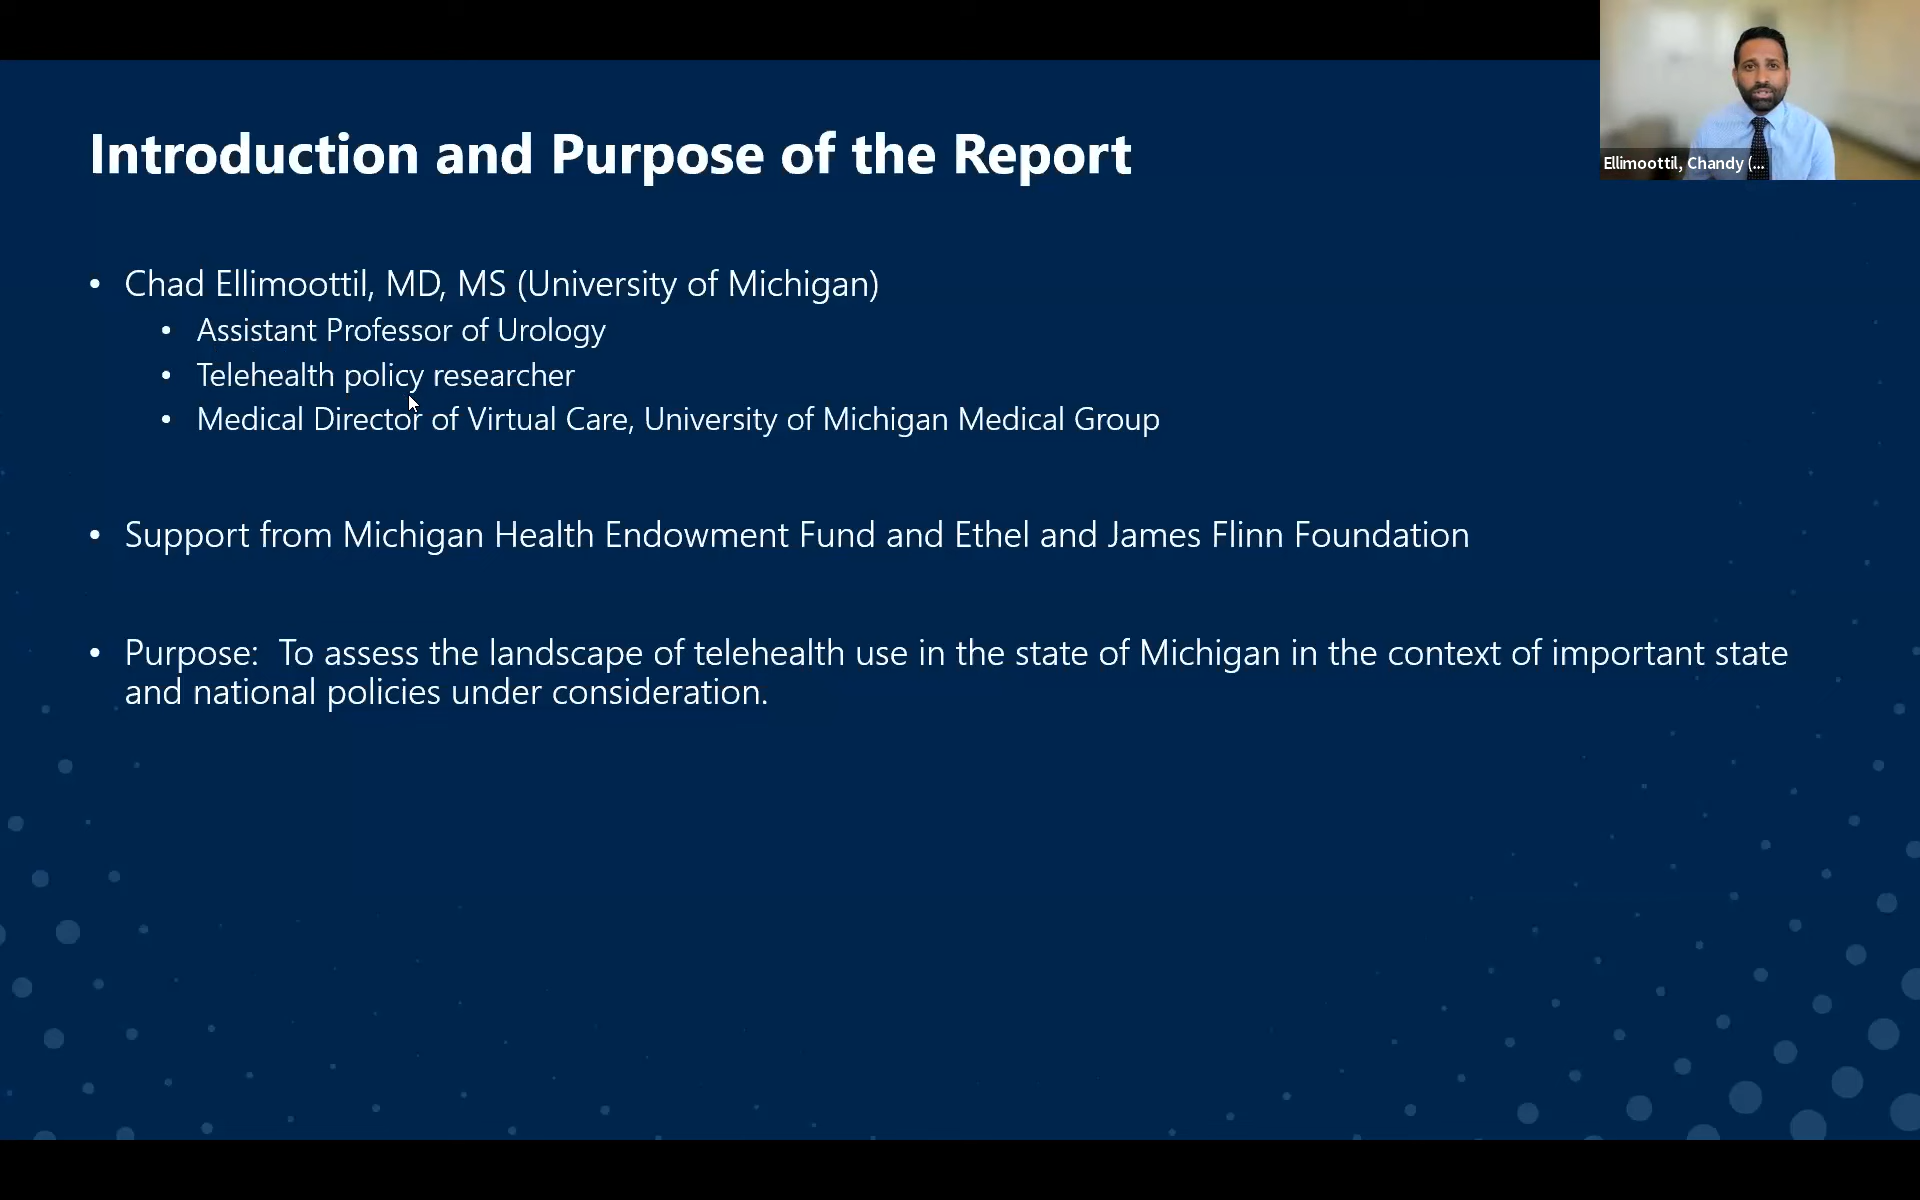 Introduction and Purpose of the Report
Ellimoottil, Chandy (...
• Chad Ellimoottil, MD, MS (University of Michigan)
• Assistant Professor of Urology
• Telehealth policy researcher
• Medical Director of Virtual Care, University of Michigan Medical Group
• Support from Michigan Health Endowment Fund and Ethel and James Flinn Foundation
• Purpose:  To assess the landscape of telehealth use in the state of Michigan in the context of important state
and national policies under consideration.